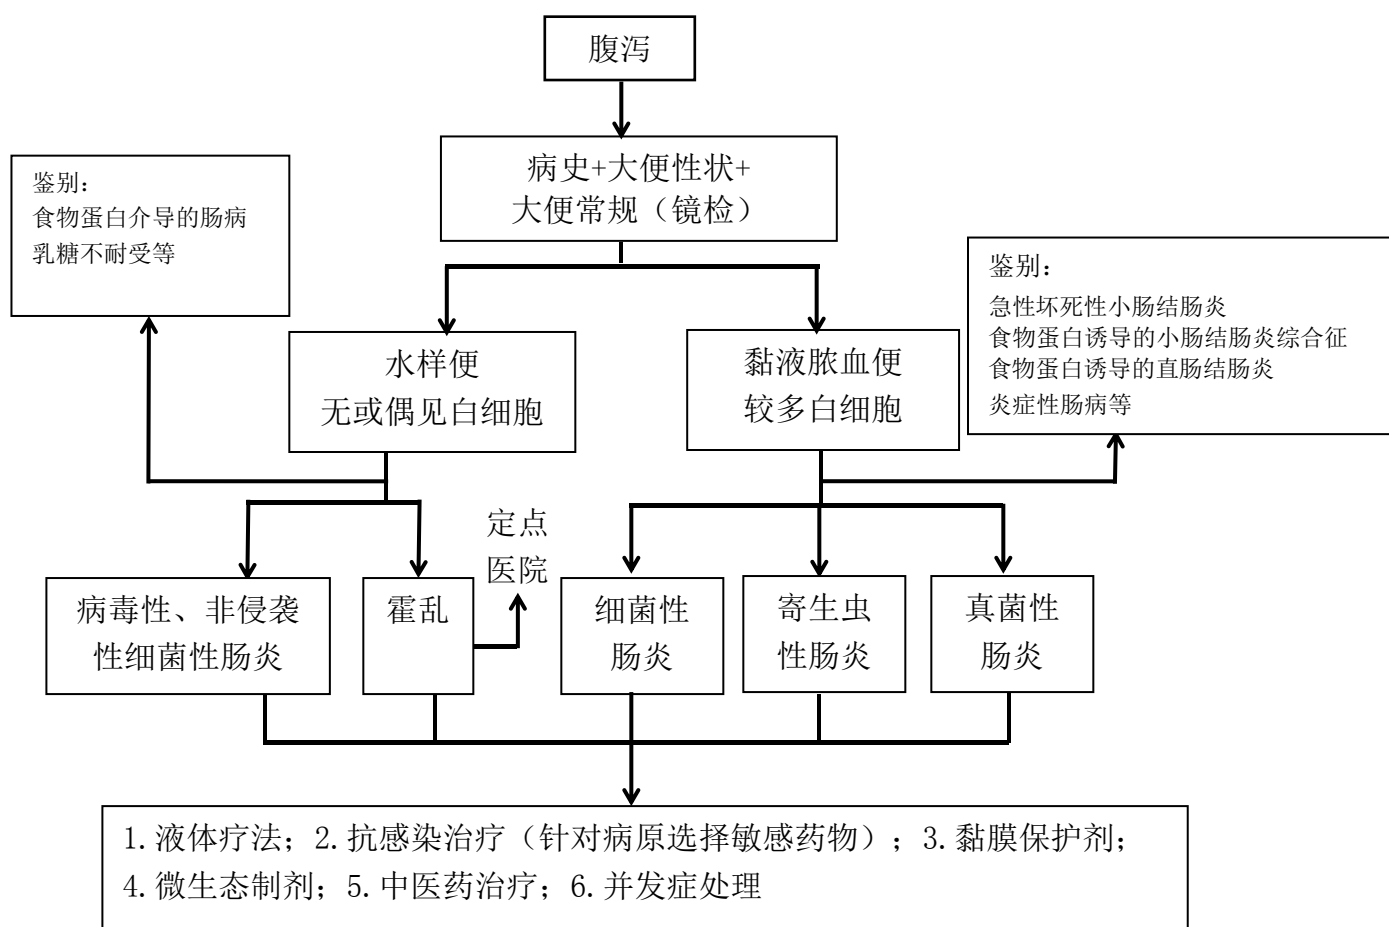 腹泻
病史+大便性状+
大便常规（镜检）
鉴别：
食物蛋白介导的肠病
乳糖不耐受等
鉴别：
急性坏死性小肠结肠炎
食物蛋白诱导的小肠结肠炎综合征
食物蛋白诱导的直肠结肠炎
炎症性肠病等
水样便
无或偶见白细胞
黏液脓血便
较多白细胞
定点
医院
病毒性、非侵袭
性细菌性肠炎
霍乱
细菌性
肠炎
寄生虫
性肠炎
真菌性
肠炎
1.液体疗法；2.抗感染治疗（针对病原选择敏感药物）；3.黏膜保护剂；
4.微生态制剂；5.中医药治疗；6.并发症处理